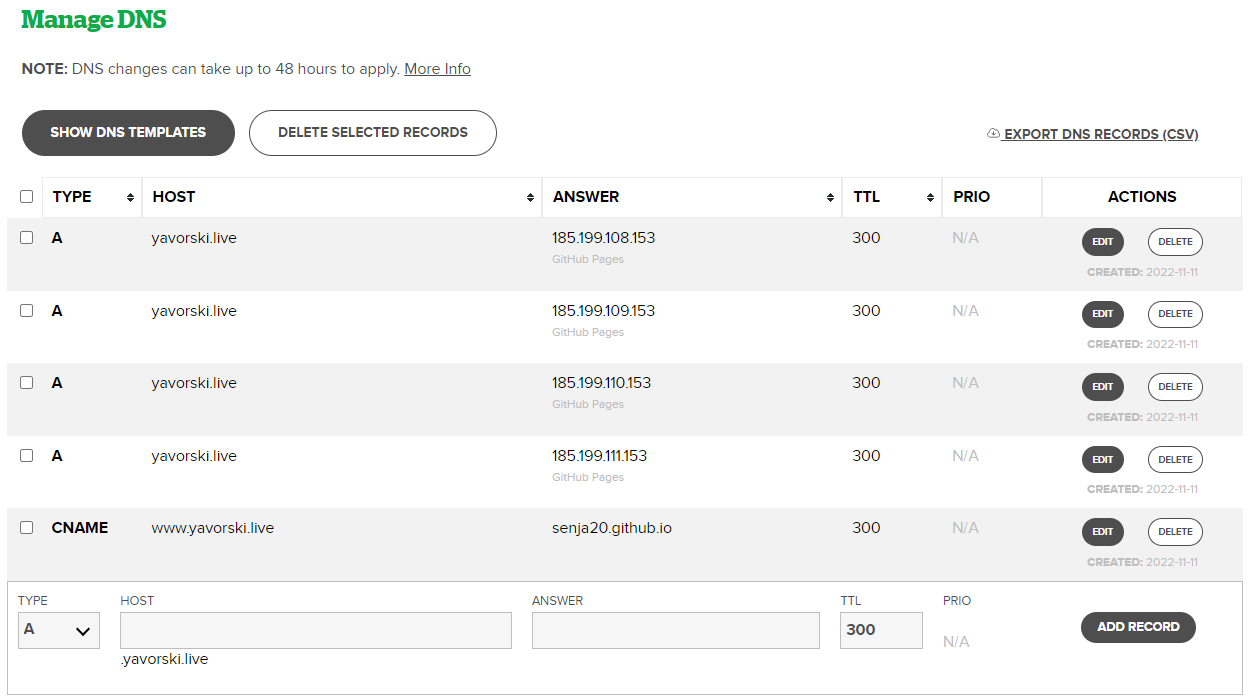 Manage DNS
NOTE: DNS changes can take up to 48 hours to apply. More Info
SHOW DNS TEMPLATES DELETE SELECTED RECORDS EXPORT DNS RECORDS (CSV)
TYPE HOST ANSWER TTL PRIO ACTIONS
A yavorski.live 185.199.108.153 300 N/A EDIT DELETE
GitHub Pages CREATED: 2022-11-11
A yavorski.live 185.199.109.153 300 N/A EDIT DELETE
GitHub Pages CREATED: 2022-11-11
A yavorski.live 185.199.110.153 300 N/A EDIT DELETE
GitHub Pages CREATED: 2022-11-11
A yavorski.live 185.199.111.153 300 N/A EDIT DELETE
GitHub Pages CREATED: 2022-11-11
CNAME www.yavorski.live senja20.github.io 300 N/A EDIT DELETE
CREATED: 2022-11-11
TYPE HOST ANSWER TTL PRIO
A 300 N/A ADD RECORD
.yavorski.live